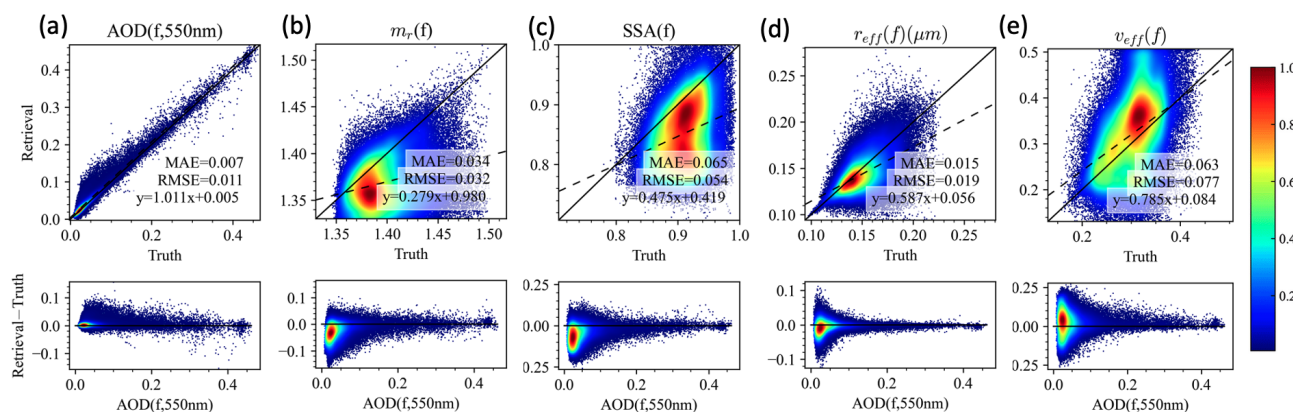 (a) AOD(f,550nm)
0.4
0.3
0.2
0.1
0.0
Retrieval
MAE=0.007
RMSE=0.011
y=1.011x+0.005
0.0 0.2 0.4
Truth
(b) m_r(f)
1.50
1.45
1.40
1.35
MAE=0.034
RMSE=0.032
y=0.279x+0.980
1.35 1.40 1.45 1.50
Truth
(c) SSA(f)
1.0
0.9
0.8
MAE=0.065
RMSE=0.054
y=0.475x+0.419
0.8 0.9 1.0
Truth
(d) r_eff(f)(μm)
0.25
0.20
0.15
0.10
MAE=0.015
RMSE=0.019
y=0.587x+0.056
0.10 0.15 0.20 0.25
Truth
(e) v_eff(f)
0.5
0.4
0.3
0.2
MAE=0.063
RMSE=0.077
y=0.785x+0.084
0.2 0.4
Truth
1.0
0.8
0.6
0.4
0.2
Retrieval−Truth
0.1
0.0
−0.1
0.0 0.2 0.4
AOD(f,550nm)
0.1
0.0
−0.1
0.0 0.2 0.4
AOD(f,550nm)
0.25
0.00
0.25
0.0 0.2 0.4
AOD(f,550nm)
0.1
0.0
−0.1
0.0 0.2 0.4
AOD(f,550nm)
0.25
0.00
0.25
0.0 0.2 0.4
AOD(f,550nm)